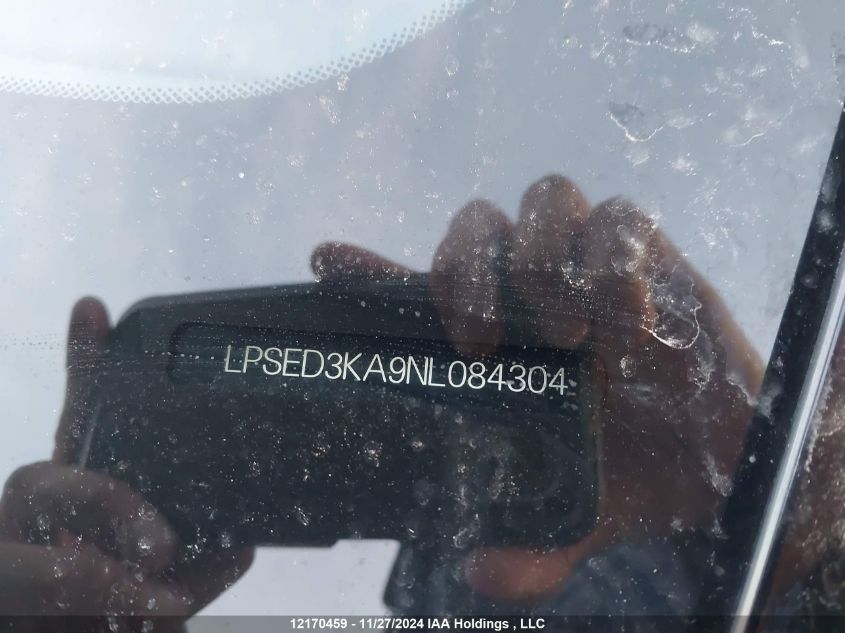 LPSED3KA9NL084304
12170459 - 11/27/2024 IAA Holdings , LLC